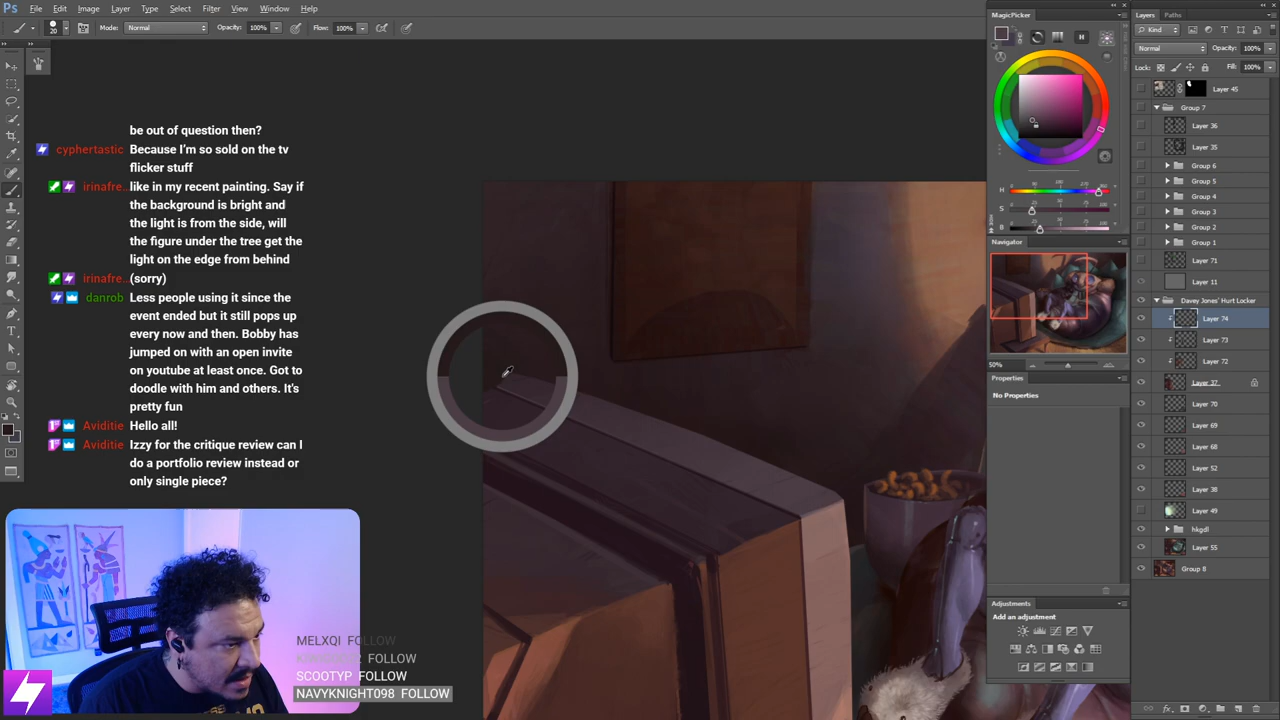 Ps File Edit Image Layer Type Select Filter View Window Help
20 Mode: Normal Opacity: 100% Flow: 100%
be out of question then?
cyphertastic Because I'm so sold on the tv
flicker stuff
irinafre... like in my recent painting. Say if
the background is bright and
the light is from the side, will
the figure under the tree get the
light on the edge from behind
irinafre... (sorry)
danrob Less people using it since the
event ended but it still pops up
every now and then. Bobby has
jumped on with an open invite
on youtube at least once. Got to
doodle with him and others. It's
pretty fun
Aviditie Hello all!
Aviditie Izzy for the critique review can I
do a portfolio review instead or
only single piece?
MELXQI FOLLOW
FOLLOW
SCOOTYP FOLLOW
NAVYKNIGHT098 FOLLOW
MagicPicker
H
H
S
B
Navigator
50%
Properties
No Properties
Adjustments
Add an adjustment
Layers Paths
Kind
Normal Opacity: 100%
Lock: Fill: 100%
Layer 45
Group 7
Layer 36
Layer 35
Group 6
Group 5
Group 4
Group 3
Group 2
Group 1
Layer 71
Layer 11
Davey Jones' Hurt Locker
Layer 74
Layer 73
Layer 72
Layer 37
Layer 70
Layer 69
Layer 68
Layer 52
Layer 38
Layer 49
hkgdl
Layer 55
Group 8
fx